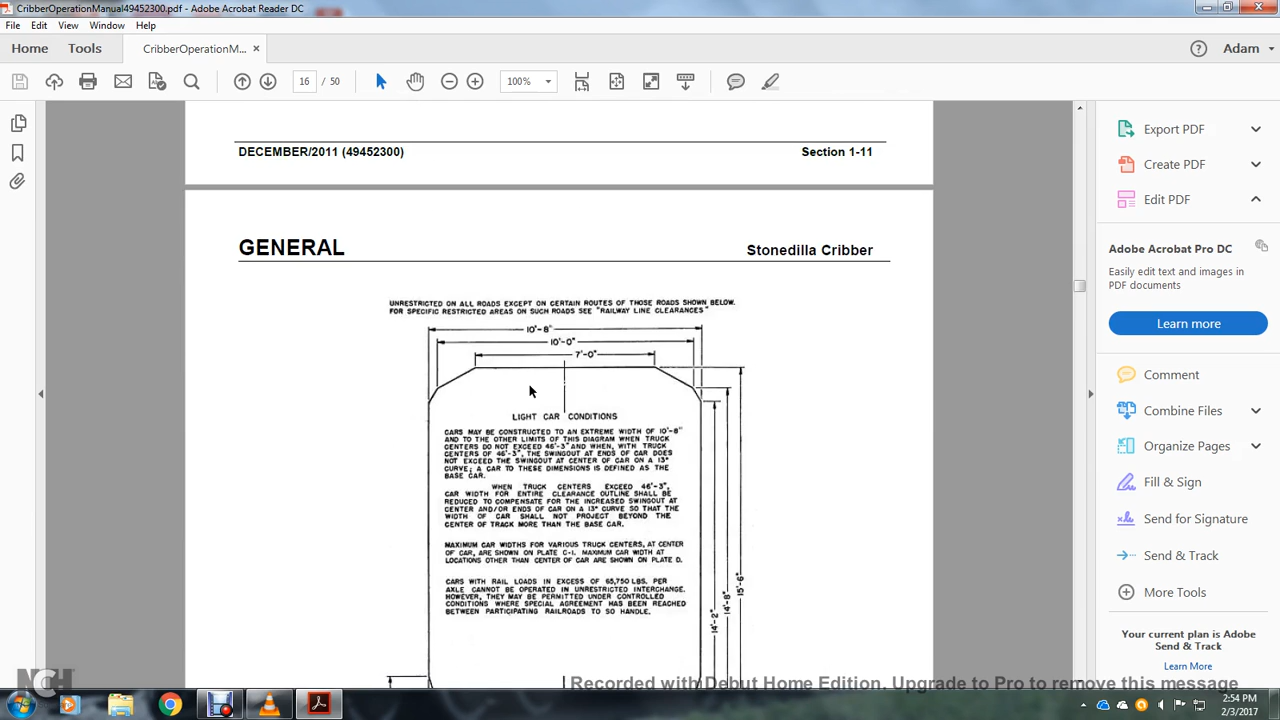 CribberOperationManual49452300.pdf - Adobe Acrobat Reader DC
File Edit View Window Help
Home Tools CribberOperationM... × Adam
16 / 50 100%
DECEMBER/2011 (49452300) Section 1-11
GENERAL Stonedilla Cribber
UNRESTRICTED ON ALL ROADS EXCEPT ON CERTAIN ROUTES OF THOSE ROADS SHOWN BELOW.
FOR SPECIFIC RESTRICTED AREAS ON SUCH ROADS SEE "RAILWAY LINE CLEARANCES"
10'-8"
10'-0"
7'-0"
LIGHT CAR CONDITIONS
CARS MAY BE CONSTRUCTED TO AN EXTREME WIDTH OF 10'-8"
AND TO THE OTHER LIMITS OF THIS DIAGRAM WHEN TRUCK
CENTERS DO NOT EXCEED 46'-3" AND WHEN, WITH TRUCK
CENTERS OF 46'-3", THE SWINGOUT AT ENDS OF CAR DOES
NOT EXCEED THE SWINGOUT AT CENTER OF CAR ON A 13°
CURVE; A CAR TO THESE DIMENSIONS IS DEFINED AS THE
BASE CAR.
WHEN TRUCK CENTERS EXCEED 46'-3",
CAR WIDTH FOR ENTIRE CLEARANCE OUTLINE SHALL BE
REDUCED TO COMPENSATE FOR THE INCREASED SWINGOUT AT
CENTER AND/OR ENDS OF CAR ON A 13° CURVE SO THAT THE
WIDTH OF CAR SHALL NOT PROJECT BEYOND THE
CENTER OF TRACK MORE THAN THE BASE CAR.
MAXIMUM CAR WIDTHS FOR VARIOUS TRUCK CENTERS, AT CENTER
OF CAR, ARE SHOWN ON PLATE C-1. MAXIMUM CAR WIDTH AT
LOCATIONS OTHER THAN CENTER OF CAR ARE SHOWN ON PLATE D.
CARS WITH RAIL LOADS IN EXCESS OF 65,750 LBS. PER
AXLE CANNOT BE OPERATED IN UNRESTRICTED INTERCHANGE.
HOWEVER, THEY MAY BE PERMITTED UNDER CONTROLLED
CONDITIONS WHERE SPECIAL AGREEMENT HAS BEEN REACHED
BETWEEN PARTICIPATING RAILROADS TO SO HANDLE.
14'-2"
14'-8"
15'-6"
Export PDF
Create PDF
Edit PDF
Adobe Acrobat Pro DC
Easily edit text and images in
PDF documents
Learn more
Comment
Combine Files
Organize Pages
Fill & Sign
Send for Signature
Send & Track
More Tools
Your current plan is Adobe
Send & Track
Learn More
NCH
Recorded with Debut Home Edition. Upgrade to Pro to remove this message
2:54 PM
2/3/2017